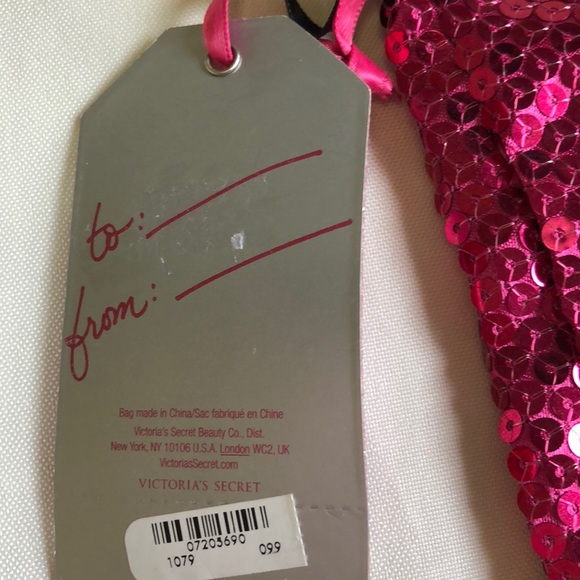 to:
from:
Bag made in China/Sac fabriqué en Chine
Victoria's Secret Beauty Co., Dist.
New York, NY 10106 U.S.A. London WC2, UK
VictoriasSecret.com
VICTORIA'S SECRET
07205690
1079 099